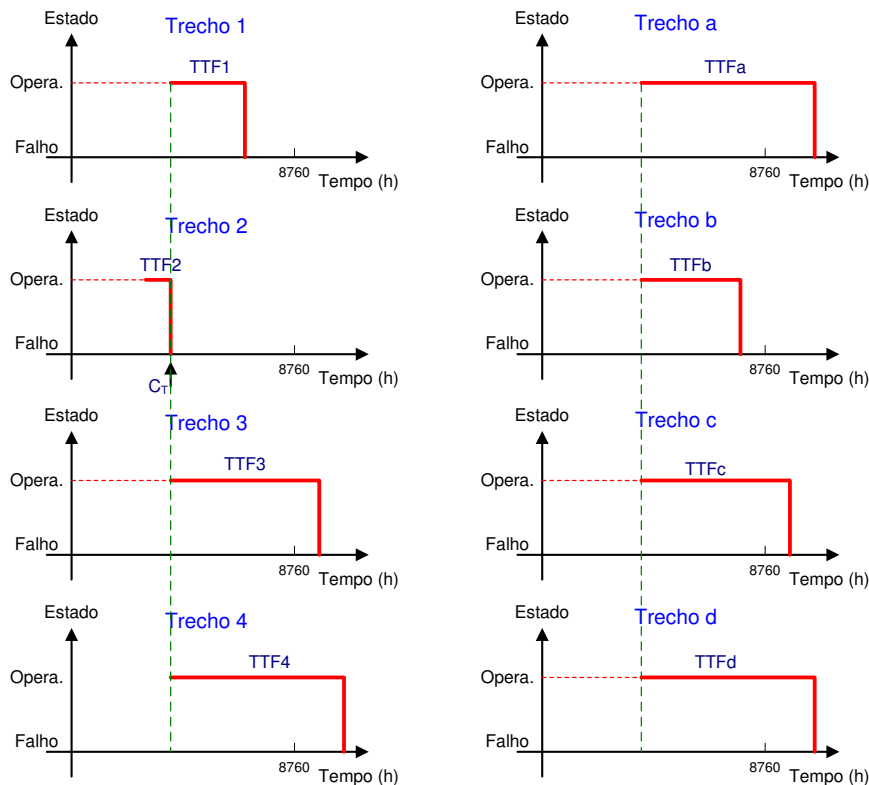 Estado
Trecho 1
TTF1
Opera.
Falho
8760
Tempo (h)
Estado
Trecho a
TTFa
Opera.
Falho
8760
Tempo (h)
Estado
Trecho 2
TTF2
Opera.
Falho
8760
Tempo (h)
C_T
Estado
Trecho b
TTFb
Opera.
Falho
8760
Tempo (h)
Estado
Trecho 3
TTF3
Opera.
Falho
8760
Tempo (h)
Estado
Trecho c
TTFc
Opera.
Falho
8760
Tempo (h)
Estado
Trecho 4
TTF4
Opera.
Falho
8760
Tempo (h)
Estado
Trecho d
TTFd
Opera.
Falho
8760
Tempo (h)